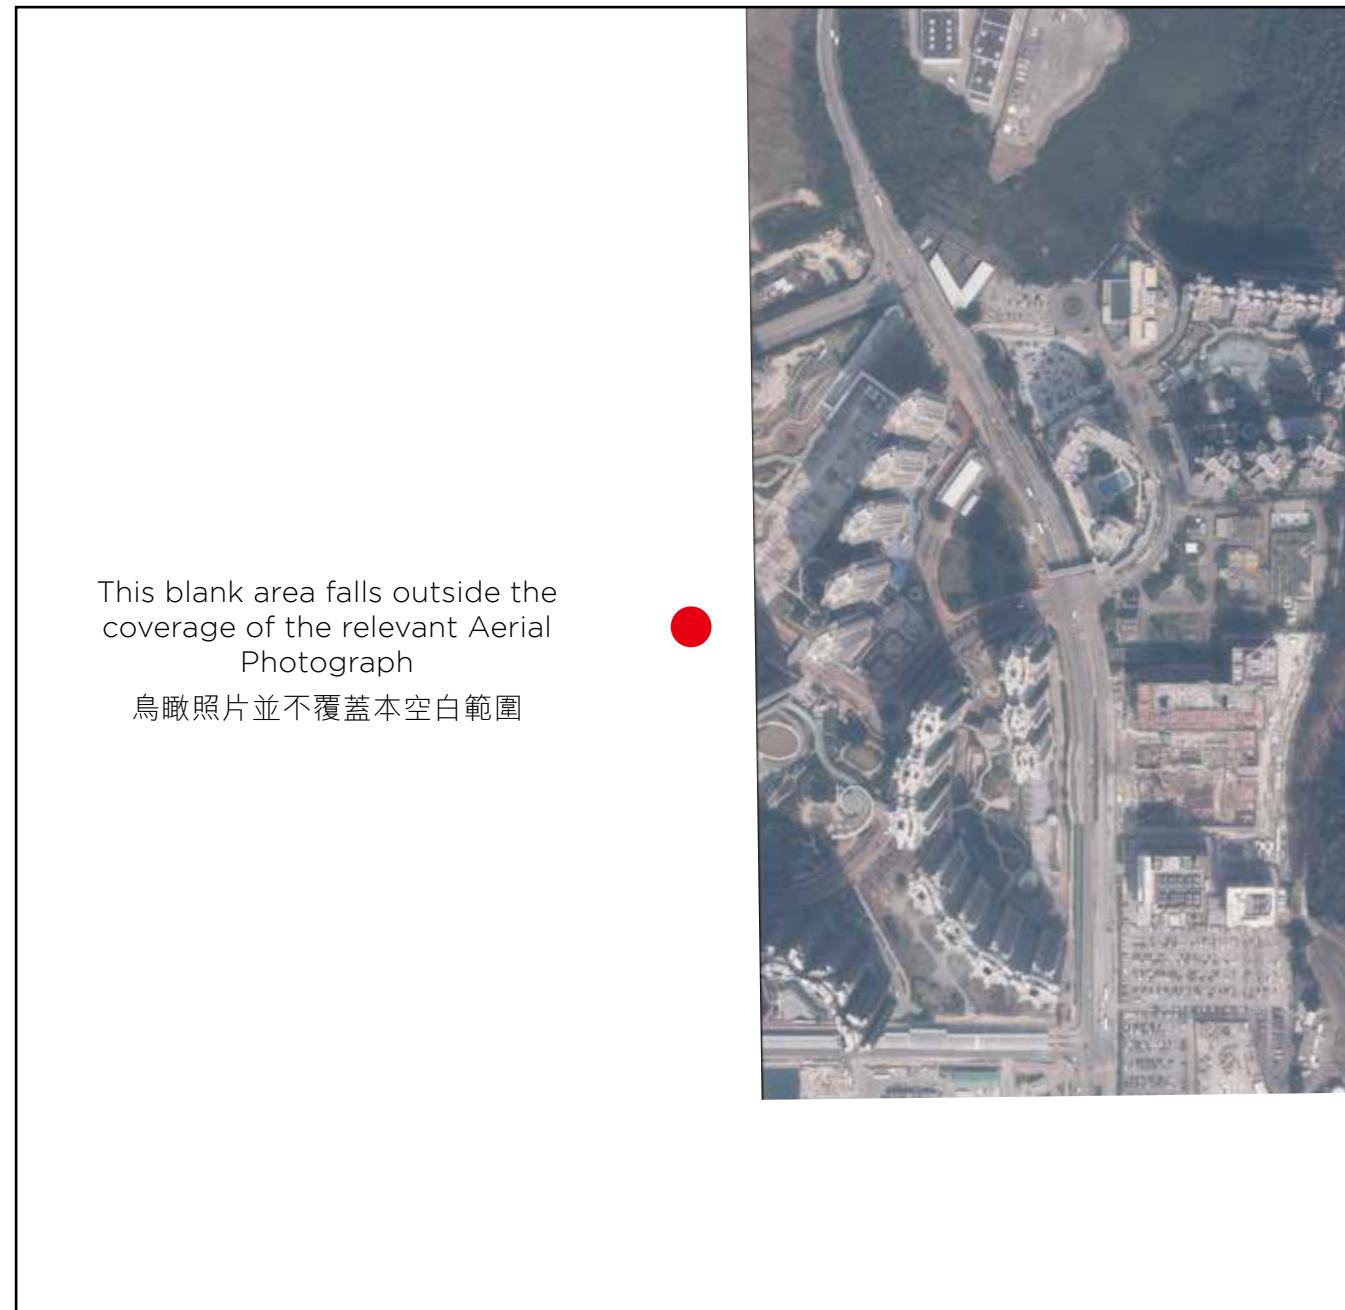 This blank area falls outside the
coverage of the relevant Aerial
Photograph
鳥瞰照片並不覆蓋本空白範圍